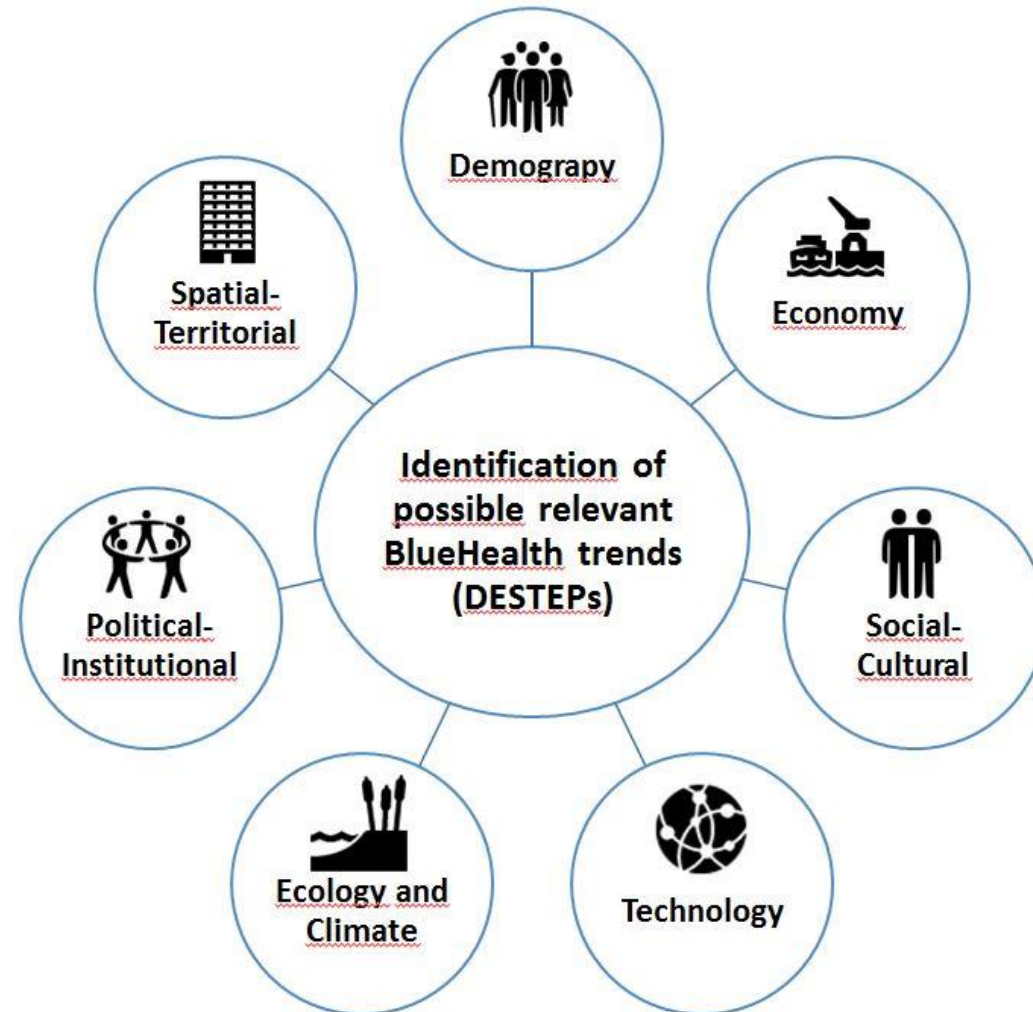 Demograpy
Economy
Social-
Cultural
Technology
Ecology and
Climate
Political-
Institutional
Spatial-
Territorial
Identification of
possible relevant
BlueHealth trends
(DESTEPs)